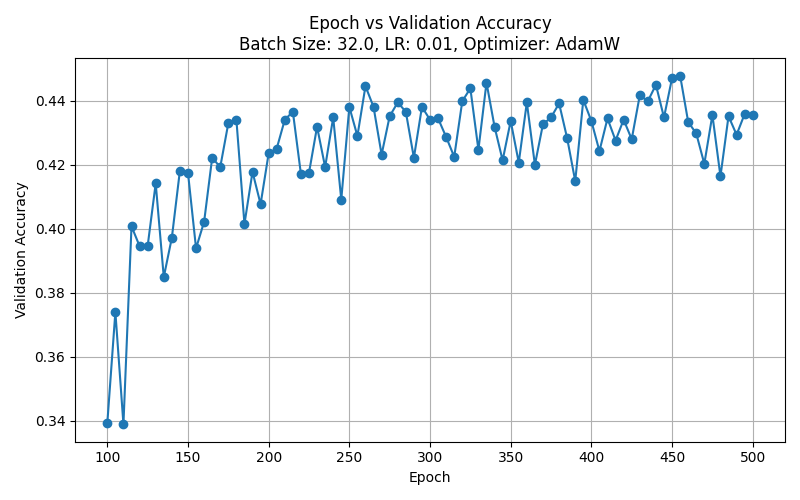 Epoch vs Validation Accuracy
Batch Size: 32.0, LR: 0.01, Optimizer: AdamW
Validation Accuracy
0.44
0.42
0.40
0.38
0.36
0.34
100 150 200 250 300 350 400 450 500
Epoch